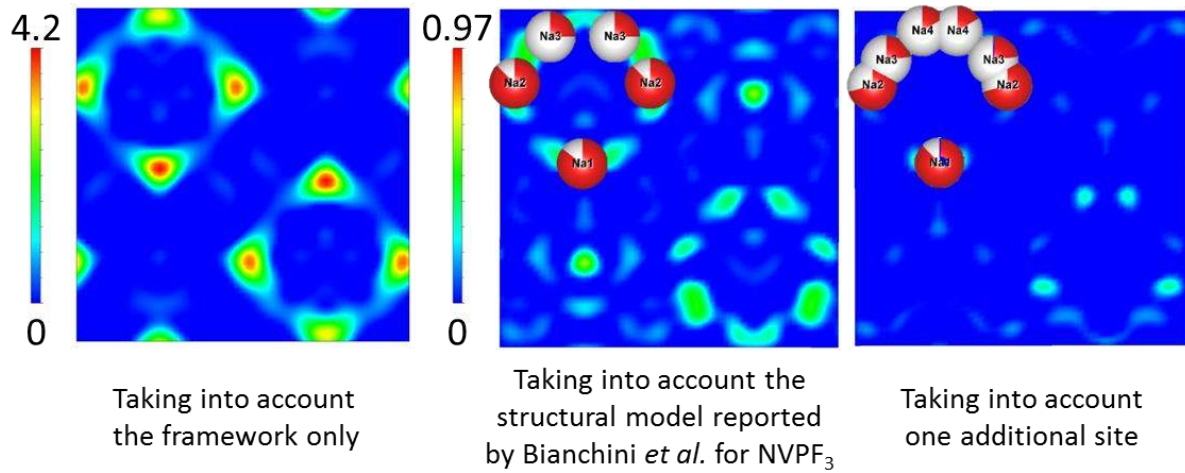 4.2
0
0.97
0
Na3
Na3
Na2
Na2
Na1
Na4
Na4
Na3
Na3
Na2
Na2
Na1
Taking into account
the framework only
Taking into account the
structural model reported
by Bianchini et al. for NVPF₃
Taking into account
one additional site